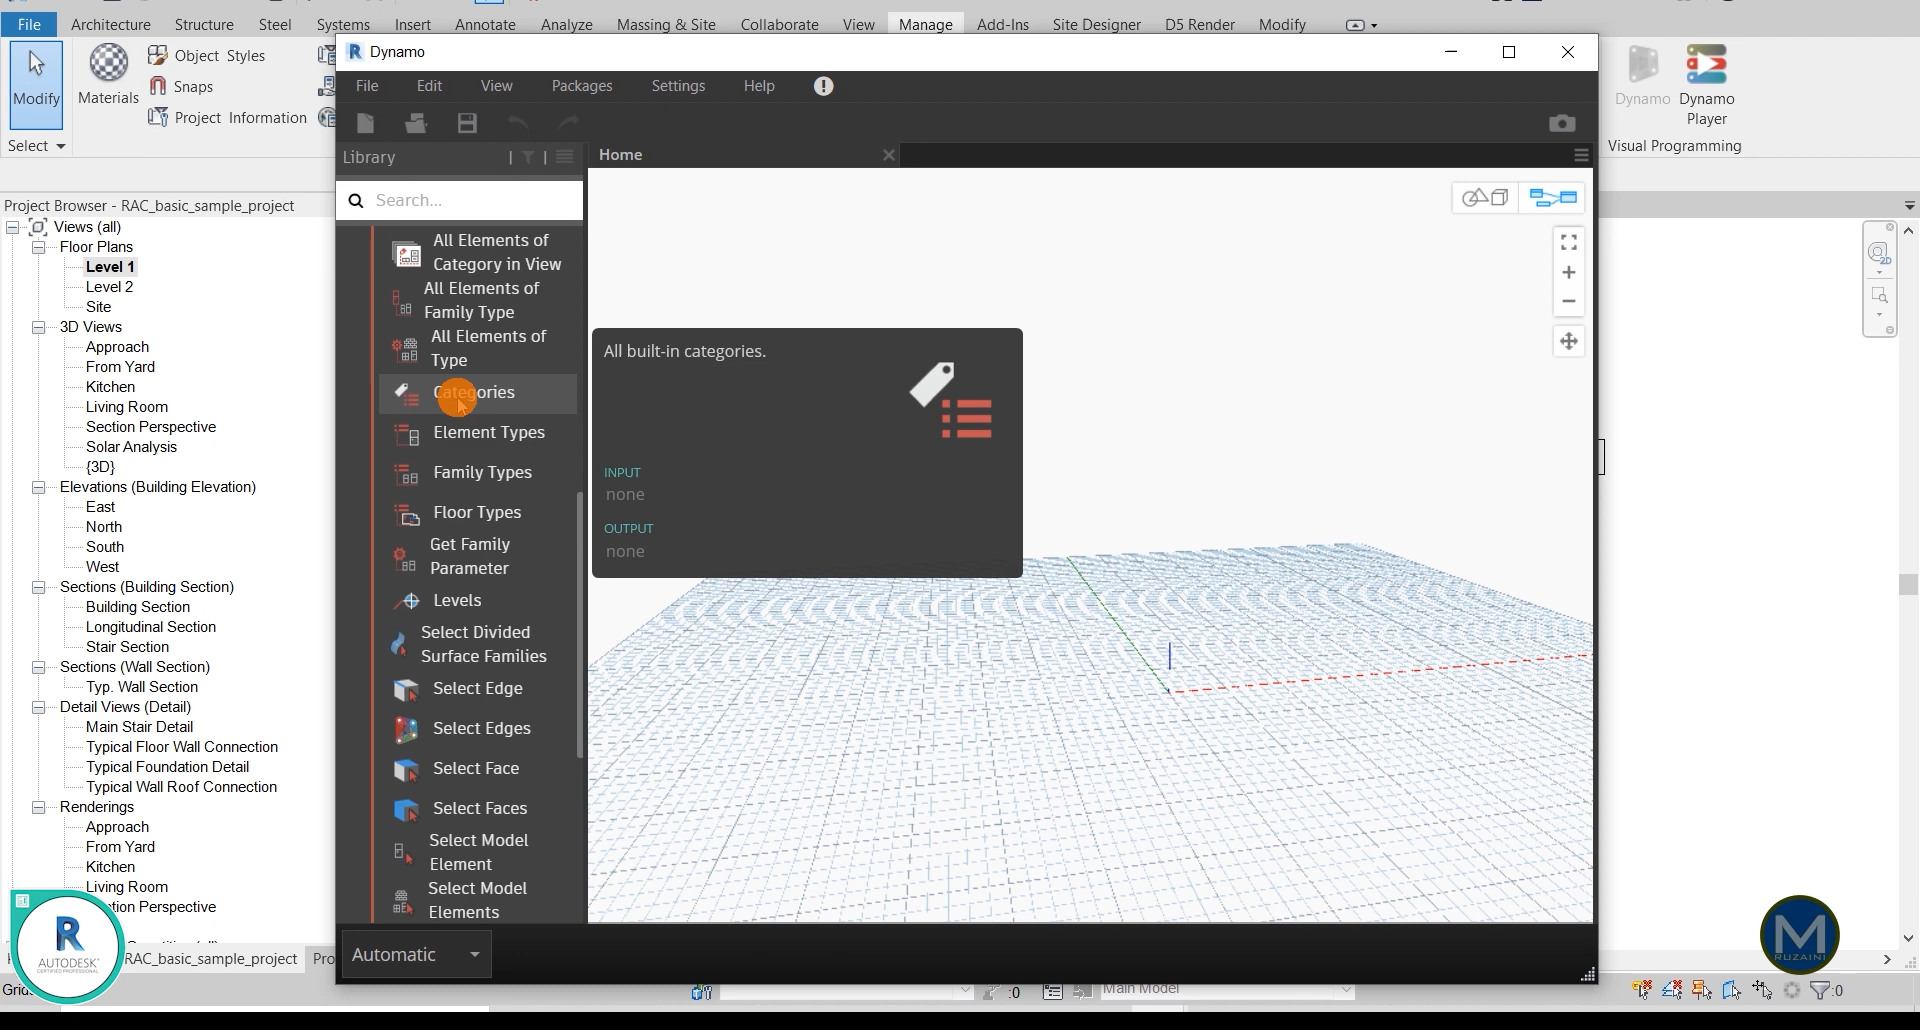 File Architecture Structure Steel Systems Insert Annotate Analyze Massing & Site Collaborate View Manage Add-Ins Site Designer D5 Render Modify
Modify
Select
Materials
Object Styles
Snaps
Project Information
Dynamo
Dynamo Player
Visual Programming
Project Browser - RAC_basic_sample_project
Views (all)
Floor Plans
Level 1
Level 2
Site
3D Views
Approach
From Yard
Kitchen
Living Room
Section Perspective
Solar Analysis
{3D}
Elevations (Building Elevation)
East
North
South
West
Sections (Building Section)
Building Section
Longitudinal Section
Stair Section
Sections (Wall Section)
Typ. Wall Section
Detail Views (Detail)
Main Stair Detail
Typical Floor Wall Connection
Typical Foundation Detail
Typical Wall Roof Connection
Renderings
Approach
From Yard
Kitchen
Living Room
Perspective
RAC_basic_sample_project
R
AUTODESK
CERTIFIED PROFESSIONAL
Dynamo
File Edit View Packages Settings Help
Library
Search...
Home
All Elements of
Category in View
All Elements of
Family Type
All Elements of
Type
Categories
Element Types
Family Types
Floor Types
Get Family
Parameter
Levels
Select Divided
Surface Families
Select Edge
Select Edges
Select Face
Select Faces
Select Model
Element
Select Model
Elements
All built-in categories.
INPUT
none
OUTPUT
none
Automatic
:0
Main Model
:0
2D
M
RUZAINI